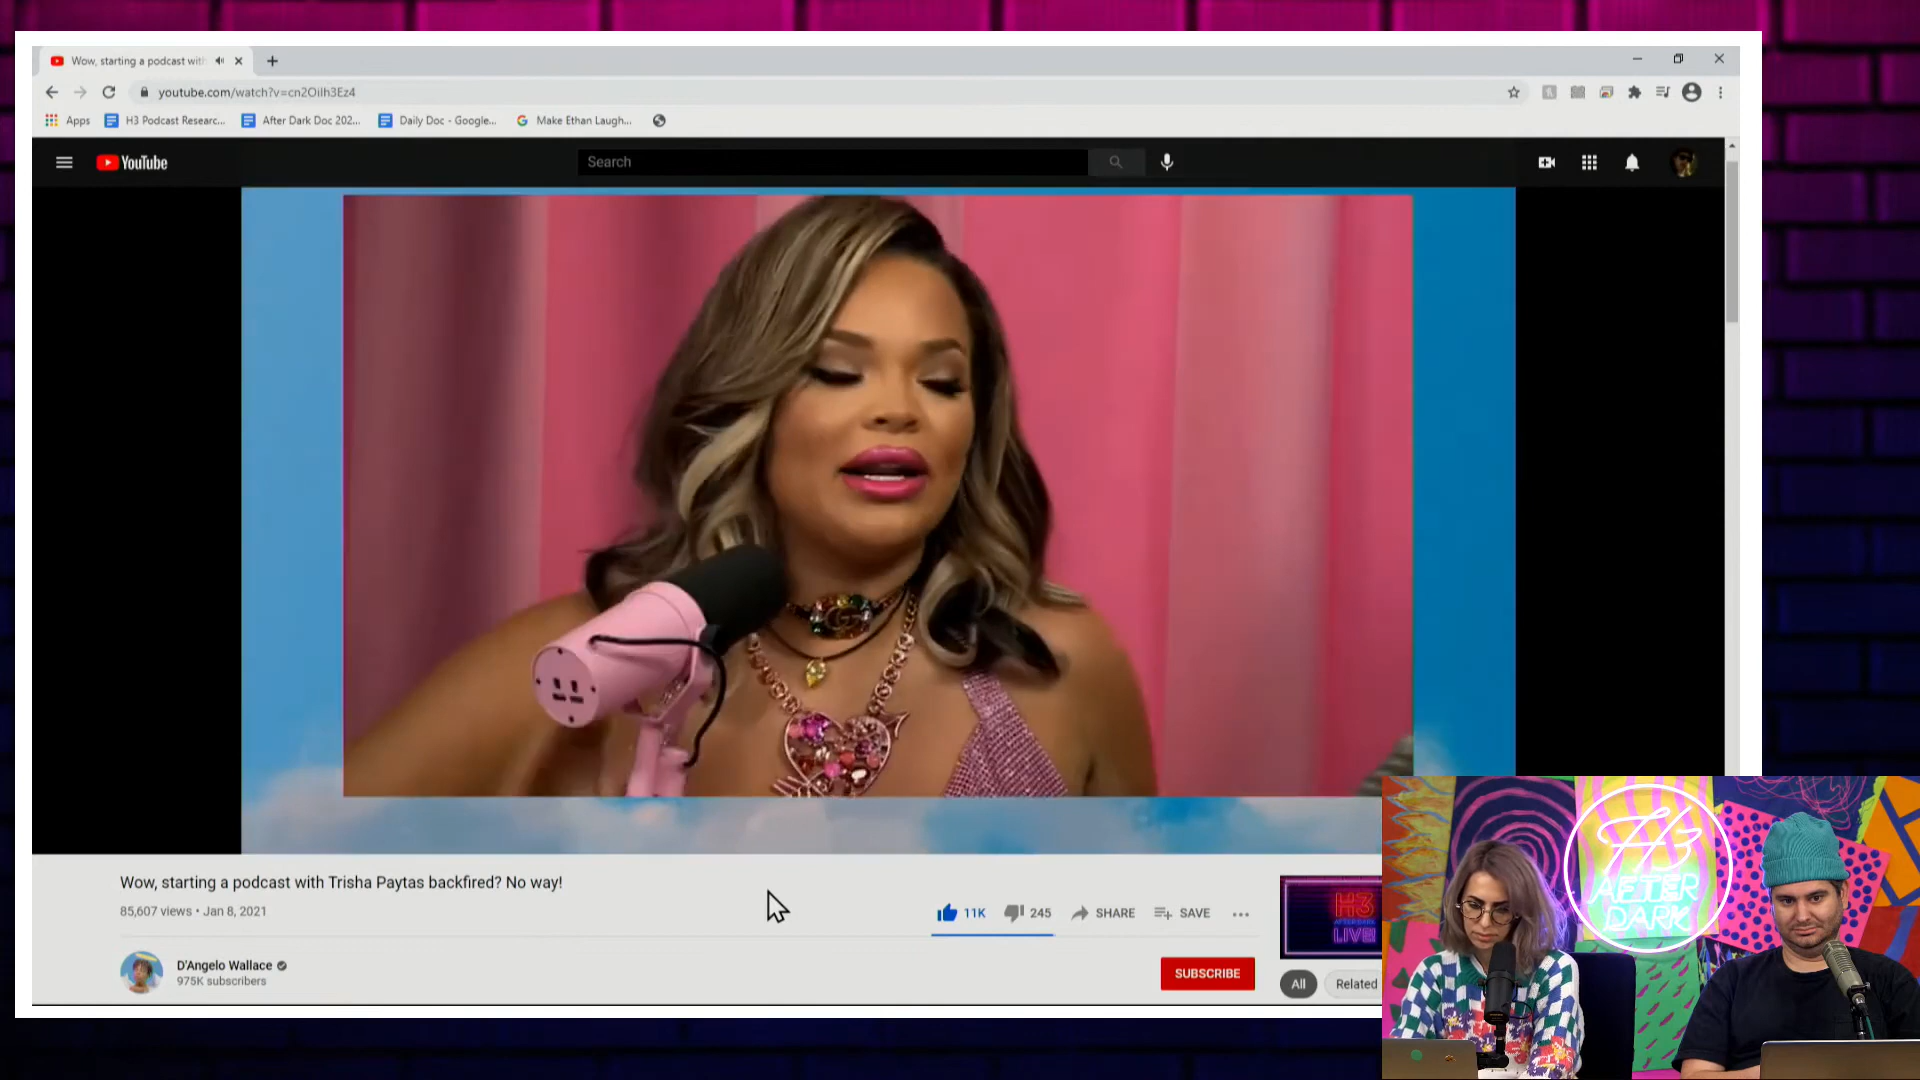 Wow, starting a podcast wit
youtube.com/watch?v=cn2Oilh3Ez4
Apps
H3 Podcast Researc...
After Dark Doc 202...
Daily Doc - Google...
Make Ethan Laugh...
YouTube
Search
Wow, starting a podcast with Trisha Paytas backfired? No way!
85,607 views • Jan 8, 2021
11K
245
SHARE
SAVE
D'Angelo Wallace
975K subscribers
SUBSCRIBE
H3
LIVE!
All
Related
H3
AFTER
DARK